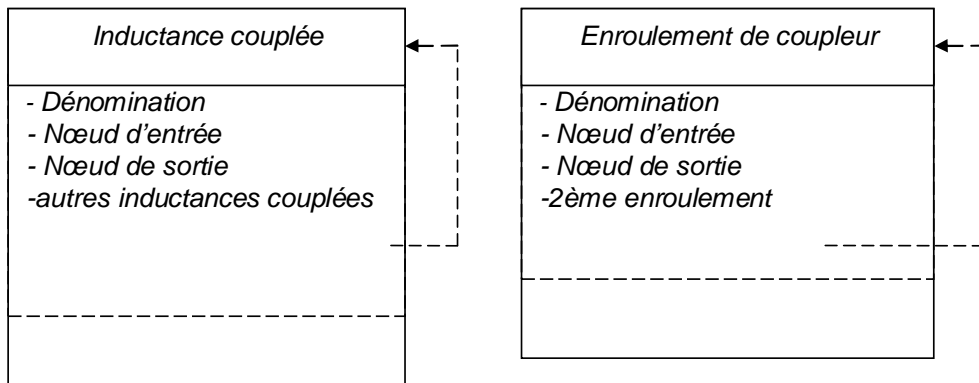 Inductance couplée
- Dénomination
- Nœud d'entrée
- Nœud de sortie
-autres inductances couplées
Enroulement de coupleur
- Dénomination
- Nœud d'entrée
- Nœud de sortie
-2ème enroulement